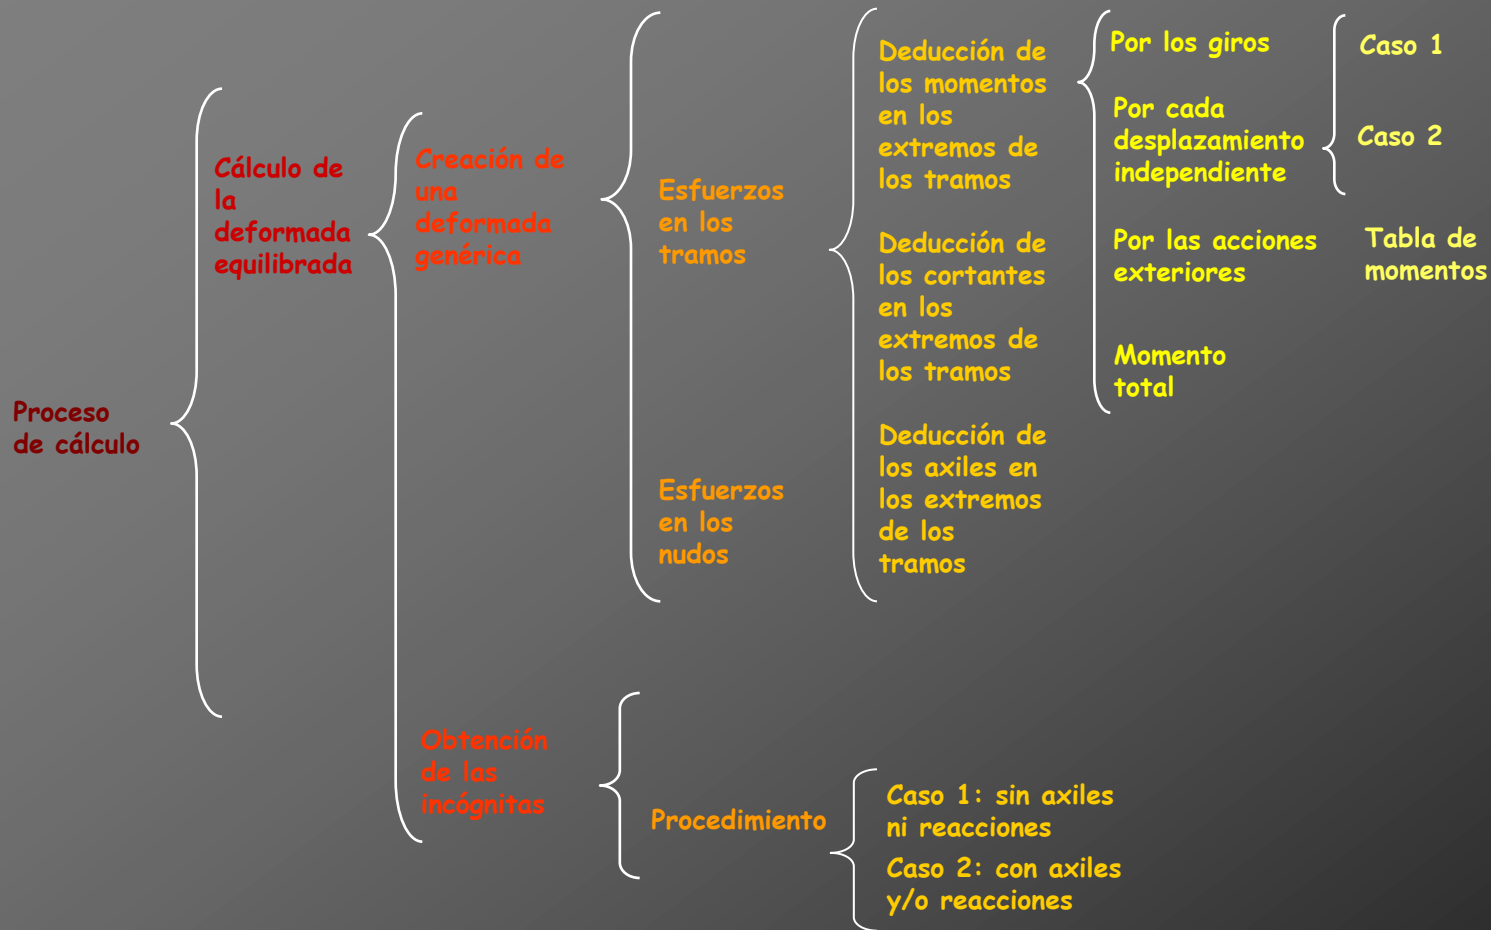 Proceso
de cálculo
Cálculo de
la
deformada
equilibrada
Creación de
una
deformada
genérica
Esfuerzos
en los
tramos
Deducción de
los momentos
en los
extremos de
los tramos
Por los giros
Por cada
desplazamiento
independiente
Caso 1
Caso 2
Por las acciones
exteriores
Tabla de
momentos
Momento
total
Deducción de
los cortantes
en los
extremos de
los tramos
Deducción de
los axiles en
los extremos
de los
tramos
Esfuerzos
en los
nudos
Obtención
de las
incógnitas
Procedimiento
Caso 1: sin axiles
ni reacciones
Caso 2: con axiles
y/o reacciones